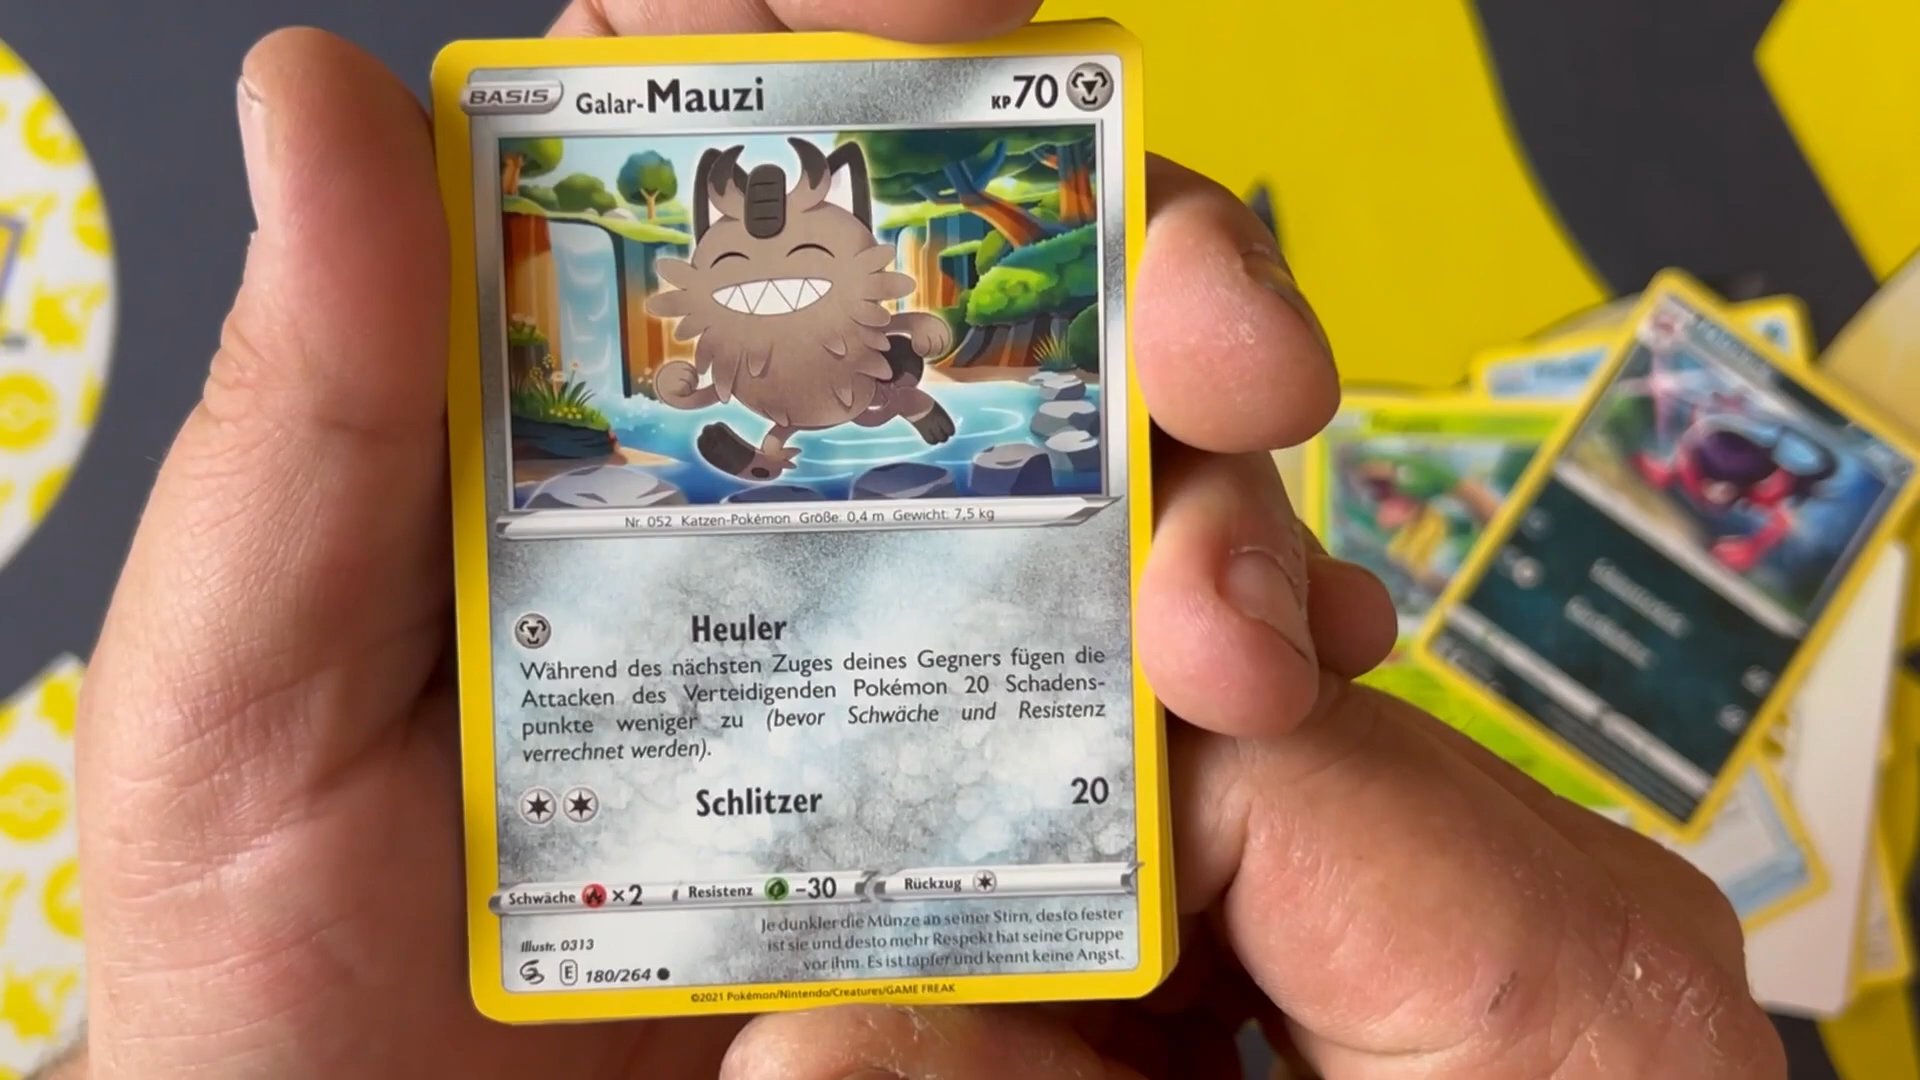 BASIS Galar-Mauzi KP 70
Nr. 052 Katzen-Pokémon Größe: 0,4 m Gewicht: 7,5 kg
Heuler
Während des nächsten Zuges deines Gegners fügen die
Attacken des Verteidigenden Pokémon 20 Schadens-
punkte weniger zu (bevor Schwäche und Resistenz
verrechnet werden).
Schlitzer 20
Schwäche ×2 Resistenz -30 Rückzug
Je dunkler die Münze an seiner Stirn, desto fester
ist sie und desto mehr Respekt hat seine Gruppe
vor ihm. Es ist tapfer und kennt keine Angst.
Illustr. 0313
E 180/264
©2021 Pokémon/Nintendo/Creatures/GAME FREAK